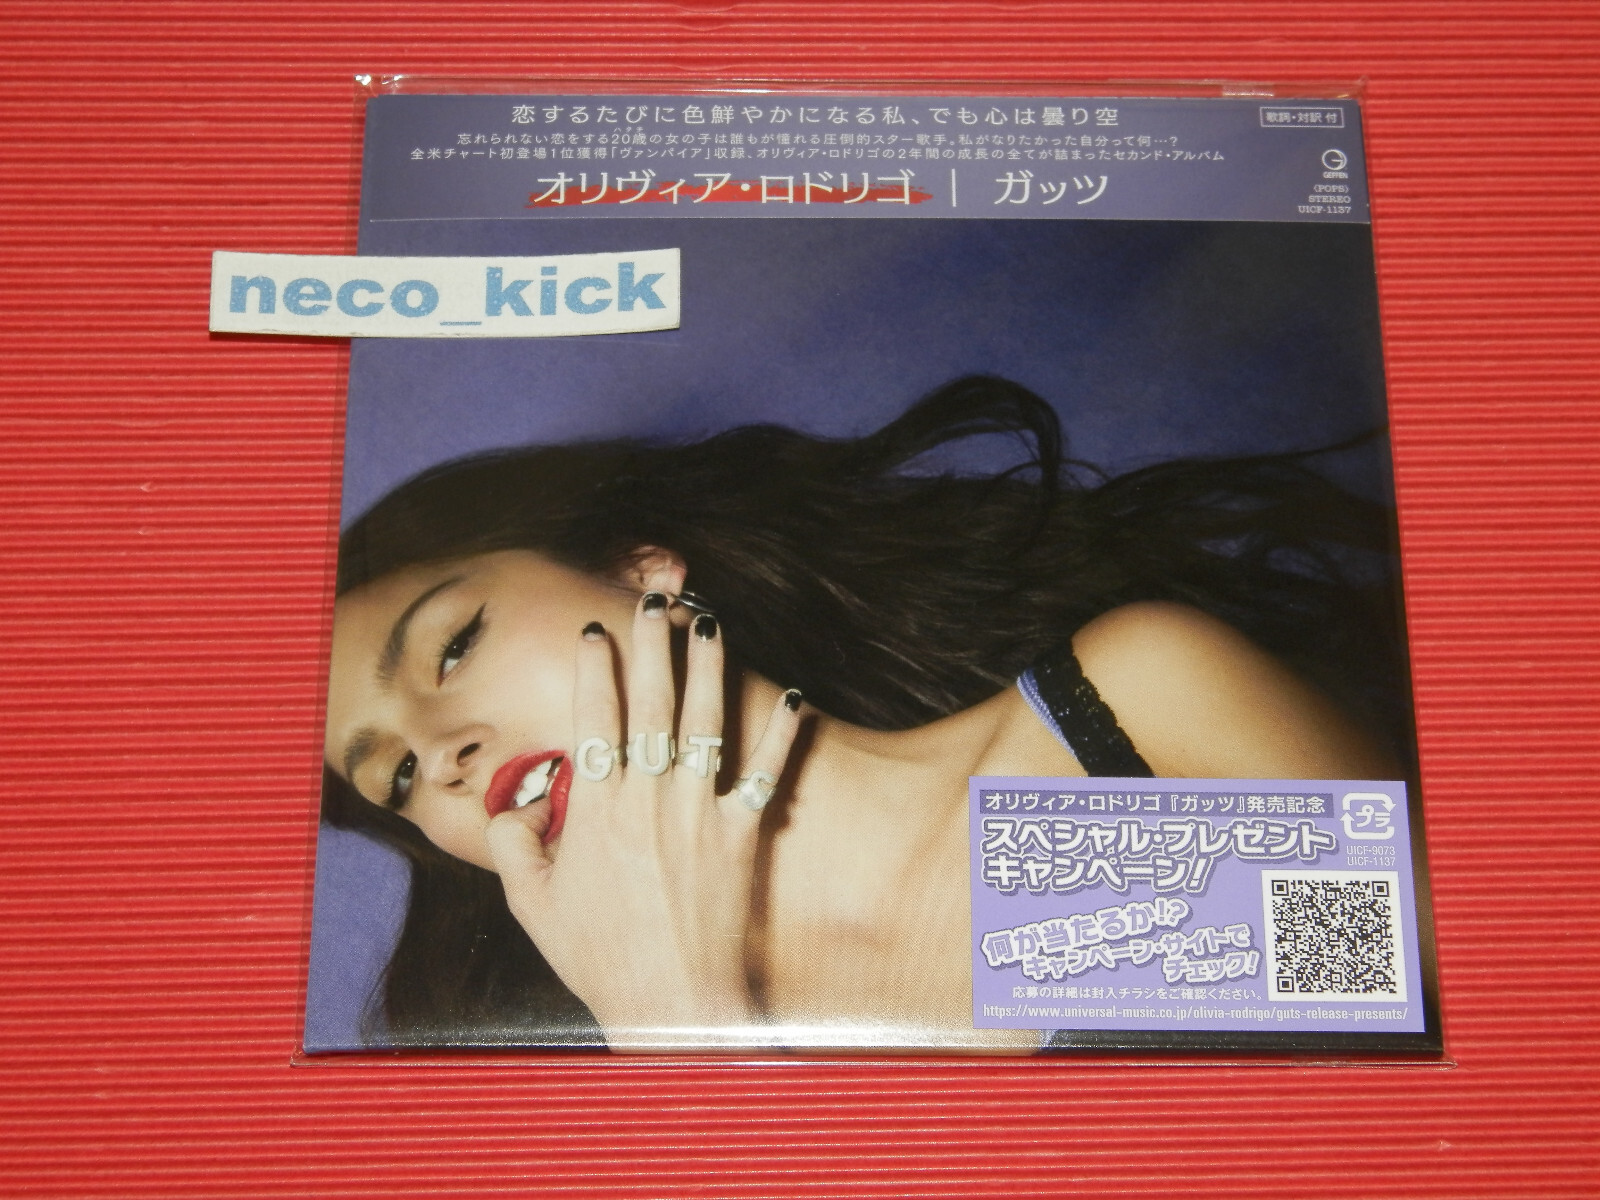 恋するたびに色鮮やかになる私、でも心は曇り空
歌詞・対訳 付
ハタチ
忘れられない恋をする20歳の女の子は誰もが憧れる圧倒的スター歌手。私がなりたかった自分って何…?
全米チャート初登場1位獲得「ヴァンパイア」収録、オリヴィア・ロドリゴの2年間の成長の全てが詰まったセカンド・アルバム
オリヴィア・ロドリゴ | ガッツ
GEFFEN
(POPS)
STEREO
UICF-1137
neco_kick
GUTS
オリヴィア・ロドリゴ『ガッツ』発売記念
スペシャル・プレゼント
キャンペーン!
プラ
UICF-9073
UICF-1137
何が当たるか!?
キャンペーン・サイトで
チェック!
応募の詳細は封入チラシをご確認ください。
https://www.universal-music.co.jp/olivia-rodrigo/guts-release-presents/